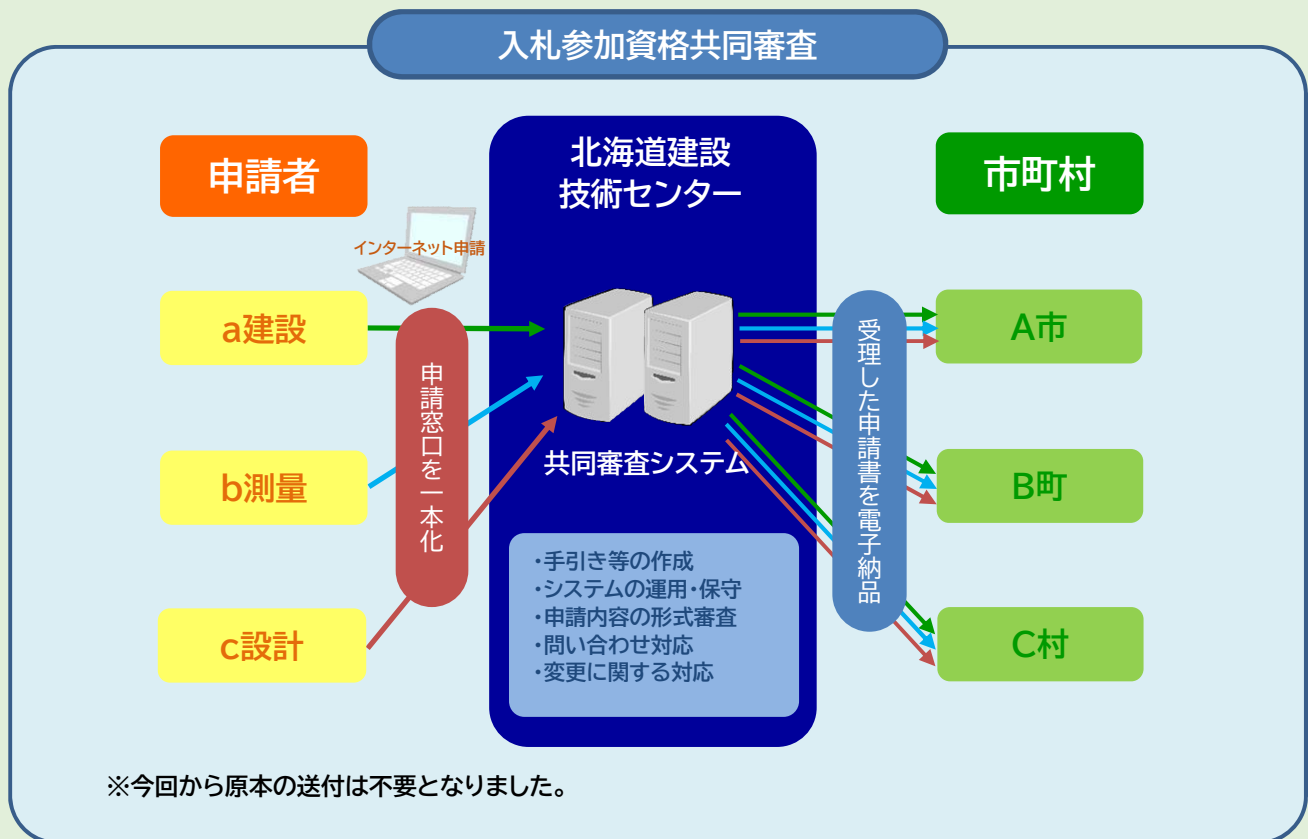 入札参加資格共同審査
申請者
北海道建設
技術センター
市町村
インターネット申請
a建設
b測量
c設計
申請窓口を一本化
共同審査システム
・手引き等の作成
・システムの運用・保守
・申請内容の形式審査
・問い合わせ対応
・変更に関する対応
受理した申請書を電子納品
A市
B町
C村
※今回から原本の送付は不要となりました。